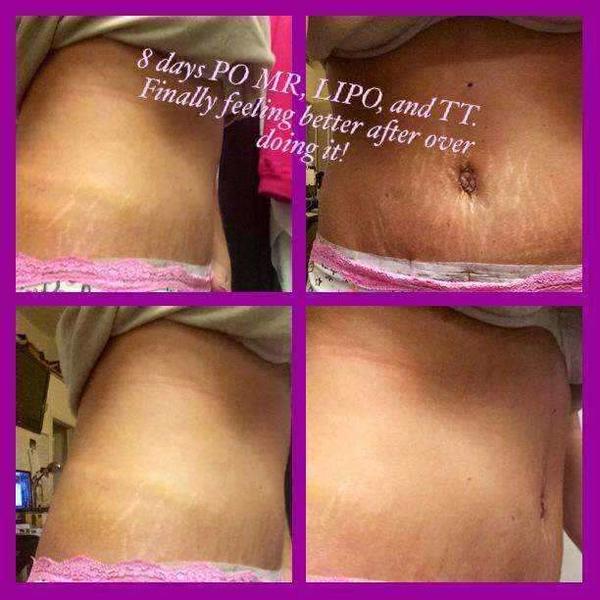 8 days PO MR, LIPO, and TT.
Finally feeling better after over
doing it!